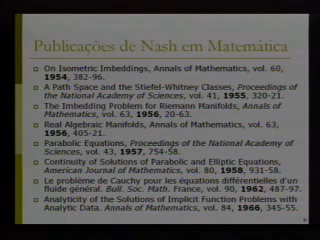 Publicações de Nash em Matemática
On Isometric Imbeddings, Annals of Mathematics, vol. 60,
1954, 382-96.
A Path Space and the Stiefel-Whitney Classes, Proceedings of
the National Academy of Sciences, vol. 41, 1955, 320-21.
The Imbedding Problem for Riemann Manifolds, Annals of
Mathematics, vol. 63, 1956, 20-63.
Real Algebraic Manifolds, Annals of Mathematics, vol. 63,
1956, 405-21.
Parabolic Equations, Proceedings of the National Academy of
Sciences, vol. 43, 1957, 754-58.
Continuity of Solutions of Parabolic and Elliptic Equations,
American Journal of Mathematics, vol. 80, 1958, 931-58.
Le problème de Cauchy pour les équations différentielles d'un
fluide général. Bull. Soc. Math. France, vol. 90, 1962, 487-97.
Analyticity of the Solutions of Implicit Function Problems with
Analytic Data. Annals of Mathematics, vol. 84, 1966, 345-55.